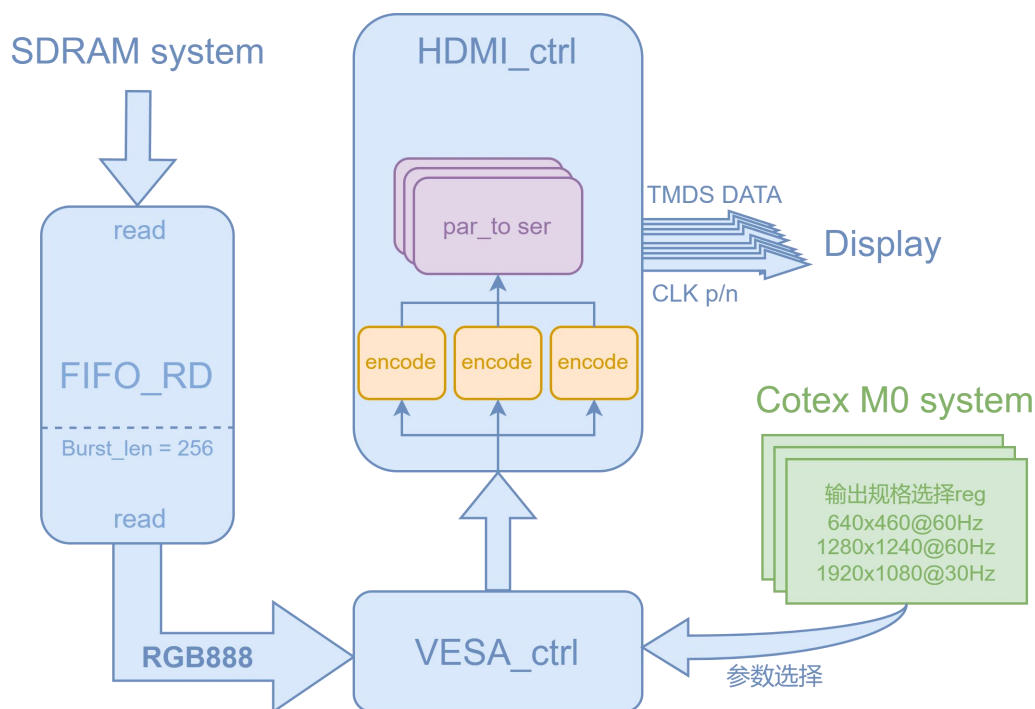 SDRAM system
read
FIFO_RD
Burst_len = 256
read
RGB888
HDMI_ctrl
par_to ser
encode
encode
encode
VESA_ctrl
TMDS DATA
CLK p/n
Display
Cotex M0 system
输出规格选择reg
640x460@60Hz
1280x1240@60Hz
1920x1080@30Hz
参数选择